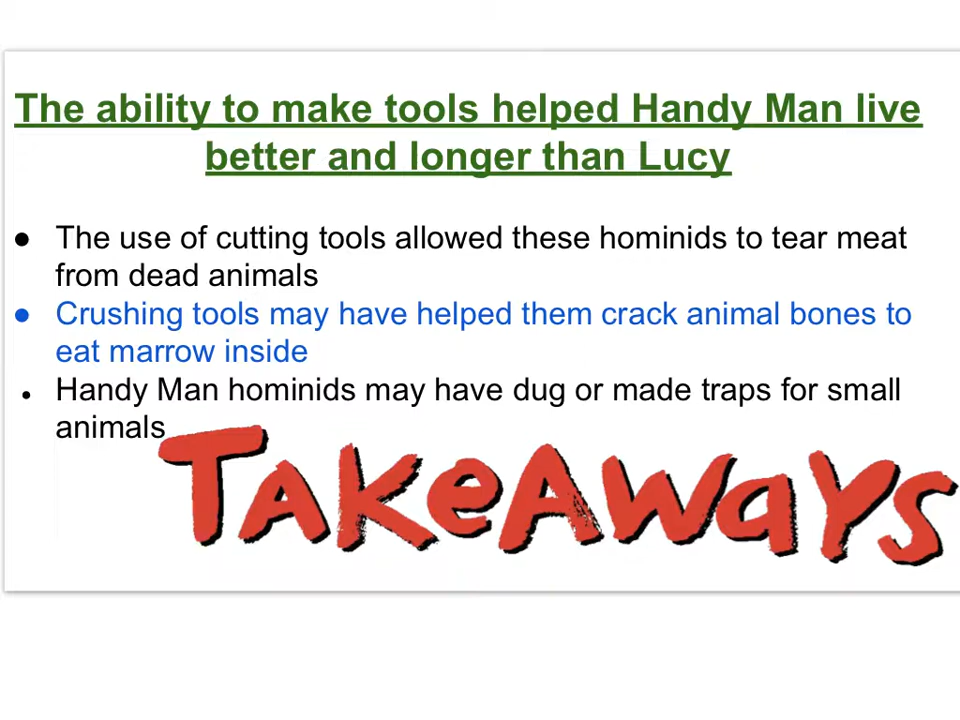 The ability to make tools helped Handy Man live
better and longer than Lucy
● The use of cutting tools allowed these hominids to tear meat
from dead animals
● Crushing tools may have helped them crack animal bones to
eat marrow inside
● Handy Man hominids may have dug or made traps for small
animals
TAKeAWAYS